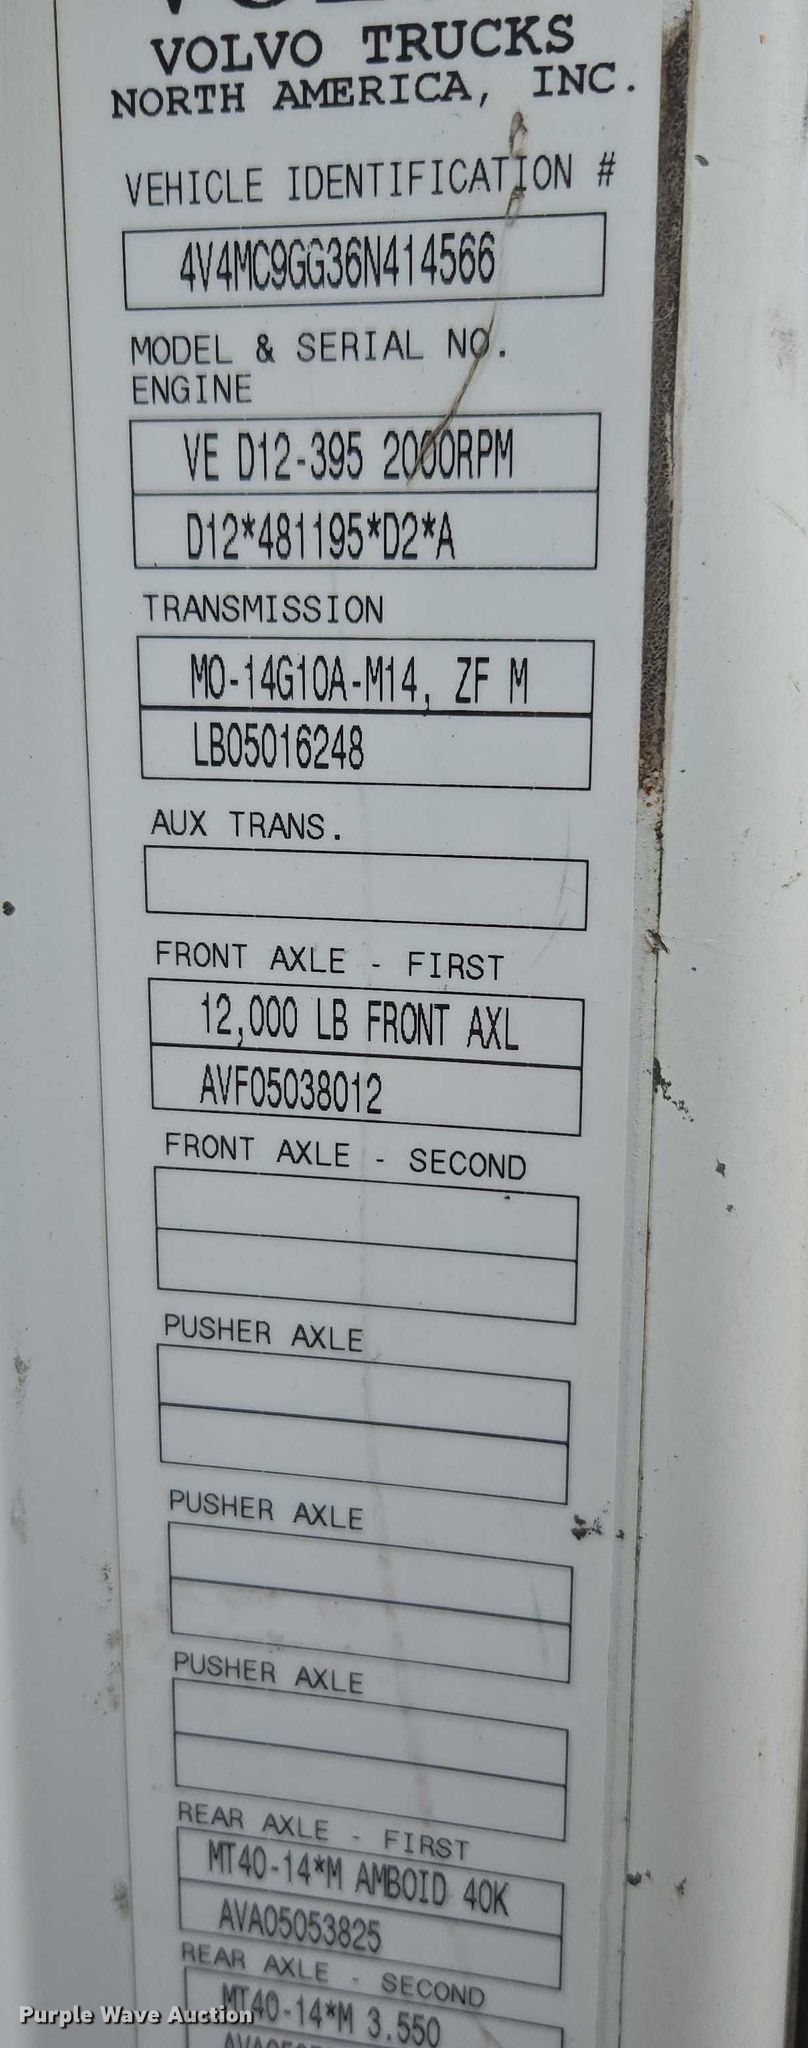 VOLVO TRUCKS
NORTH AMERICA, INC.
VEHICLE IDENTIFICATION #
4V4MC9GG36N414566
MODEL & SERIAL NO.
ENGINE
VE D12-395 2000RPM
D12*481195*D2*A
TRANSMISSION
MO-14G10A-M14, ZF M
LB05016248
AUX TRANS.
FRONT AXLE - FIRST
12,000 LB FRONT AXL
AVF05038012
FRONT AXLE - SECOND
PUSHER AXLE
PUSHER AXLE
PUSHER AXLE
REAR AXLE - FIRST
MT40-14*M AMBOID 40K
AVA05053825
REAR AXLE - SECOND
MT40-14*M 3.550
Purple Wave Auction